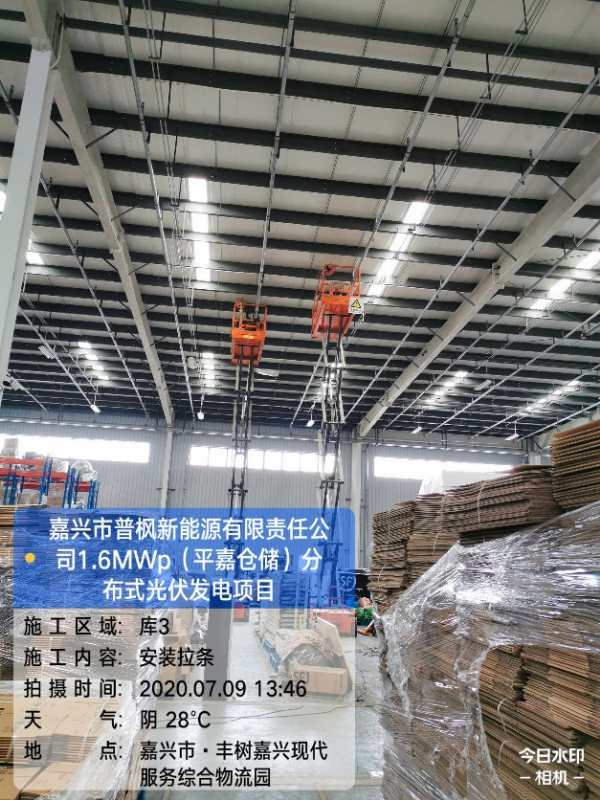 嘉兴市普枫新能源有限责任公
司1.6MWp（平嘉仓储）分
布式光伏发电项目
施工区域: 库3
施工内容: 安装拉条
拍摄时间: 2020.07.09 13:46
天气: 阴 28℃
地点: 嘉兴市·丰树嘉兴现代
服务综合物流园
今日水印
-相机-